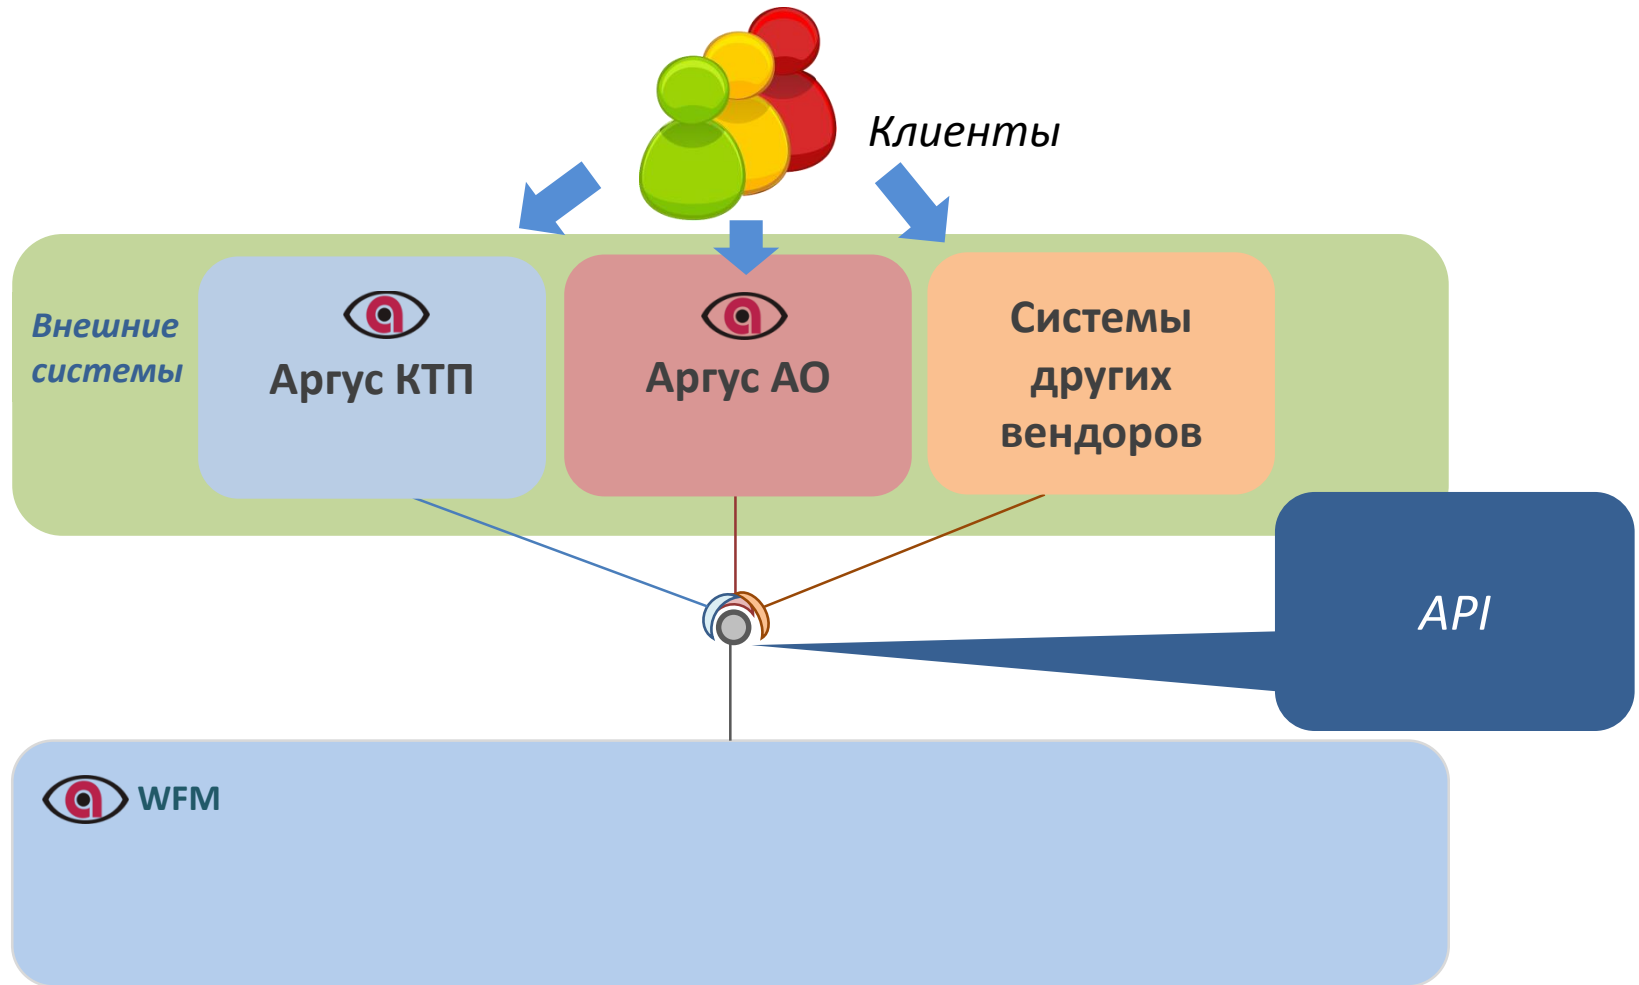 Клиенты
Внешние
системы
Аргус КТП
Аргус АО
Системы
других
вендоров
API
WFM